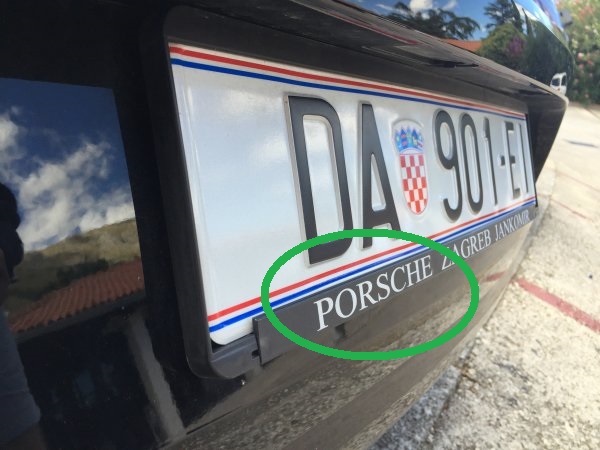 DA 901-EI
PORSCHE ZAGREB JANKOMIR